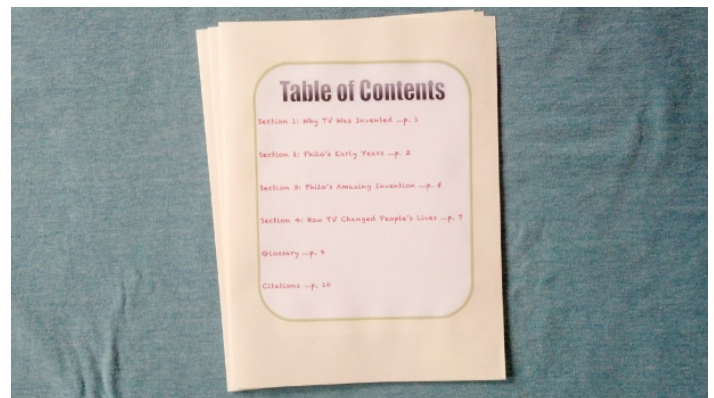 Table of Contents
Section 1: Why TV Was Invented ...p. 1
Section 2: Philo's Early Years ...p. 2
Section 3: Philo's Amazing Invention ...p. 5
Section 4: How TV Changed People's Lives ...p. 7
Glossary ...p. 9
Citations ...p. 10